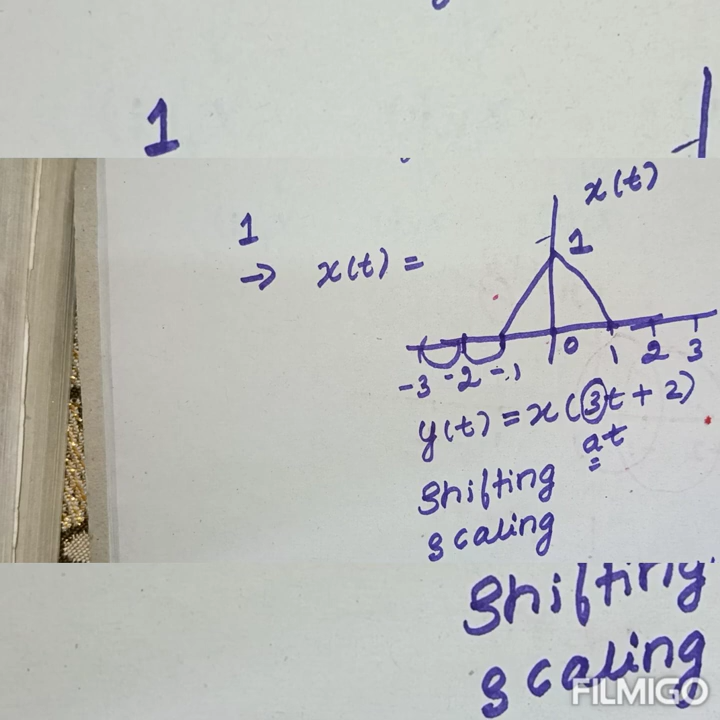 1
1
x(t)
→ x(t) =
1
-3 -2 -1 0 1 2 3
y(t) = x(3t + 2)
at
Shifting
scaling
Shifting
scaling
FILMIGO